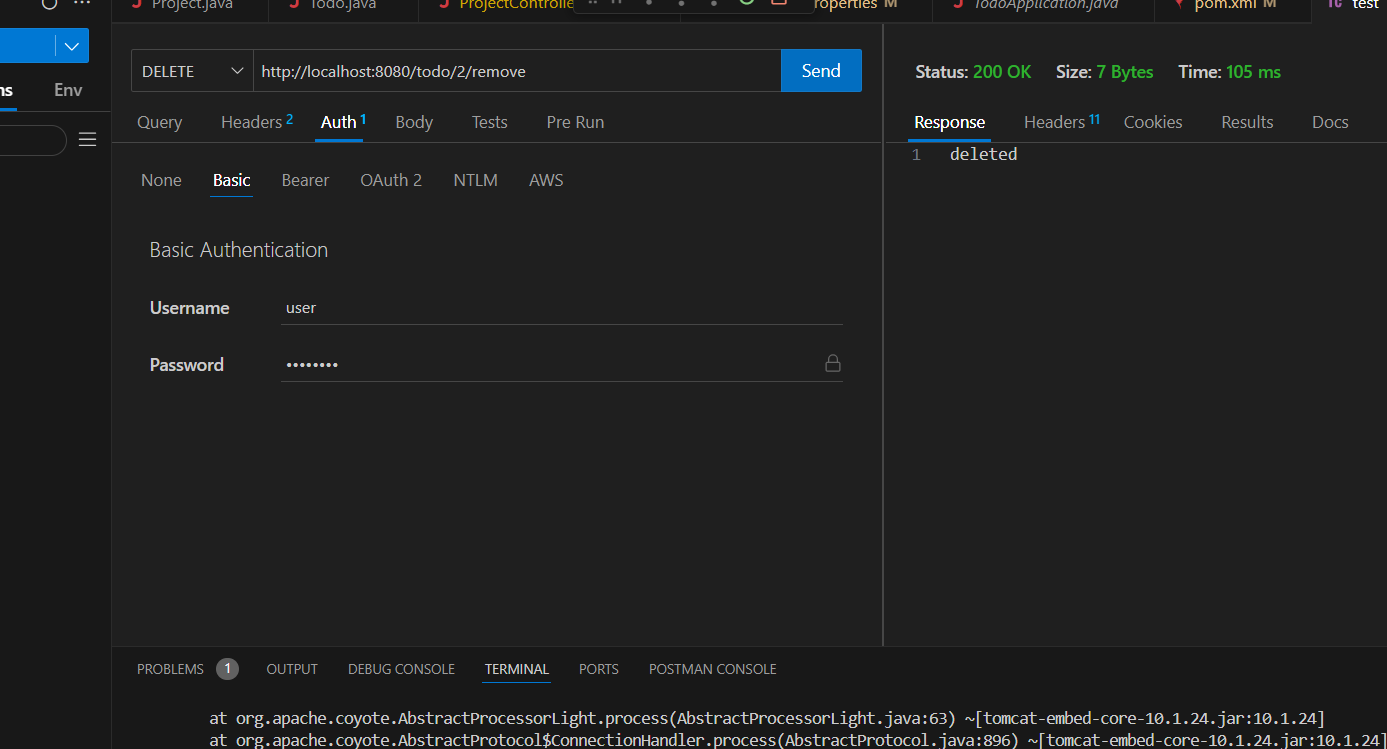 Project.java
Todo.java
ProjectControlle
roperties M
TodoApplication.java
pom.xml M
TC test
ns
Env
DELETE
http://localhost:8080/todo/2/remove
Send
Query
Headers 2
Auth 1
Body
Tests
Pre Run
None
Basic
Bearer
OAuth 2
NTLM
AWS
Basic Authentication
Username
user
Password
••••••••
Status: 200 OK
Size: 7 Bytes
Time: 105 ms
Response
Headers 11
Cookies
Results
Docs
1 deleted
PROBLEMS 1
OUTPUT
DEBUG CONSOLE
TERMINAL
PORTS
POSTMAN CONSOLE
at org.apache.coyote.AbstractProcessorLight.process(AbstractProcessorLight.java:63) ~[tomcat-embed-core-10.1.24.jar:10.1.24]
at org.apache.coyote.AbstractProtocol$ConnectionHandler.process(AbstractProtocol.java:896) ~[tomcat-embed-core-10.1.24.jar:10.1.24]